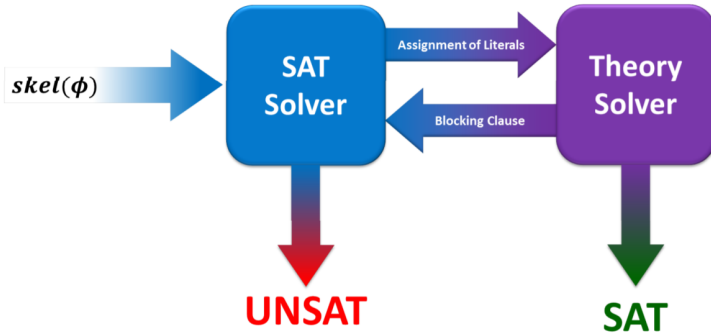 skel(ϕ)
SAT
Solver
Assignment of Literals
Blocking Clause
Theory
Solver
UNSAT
SAT